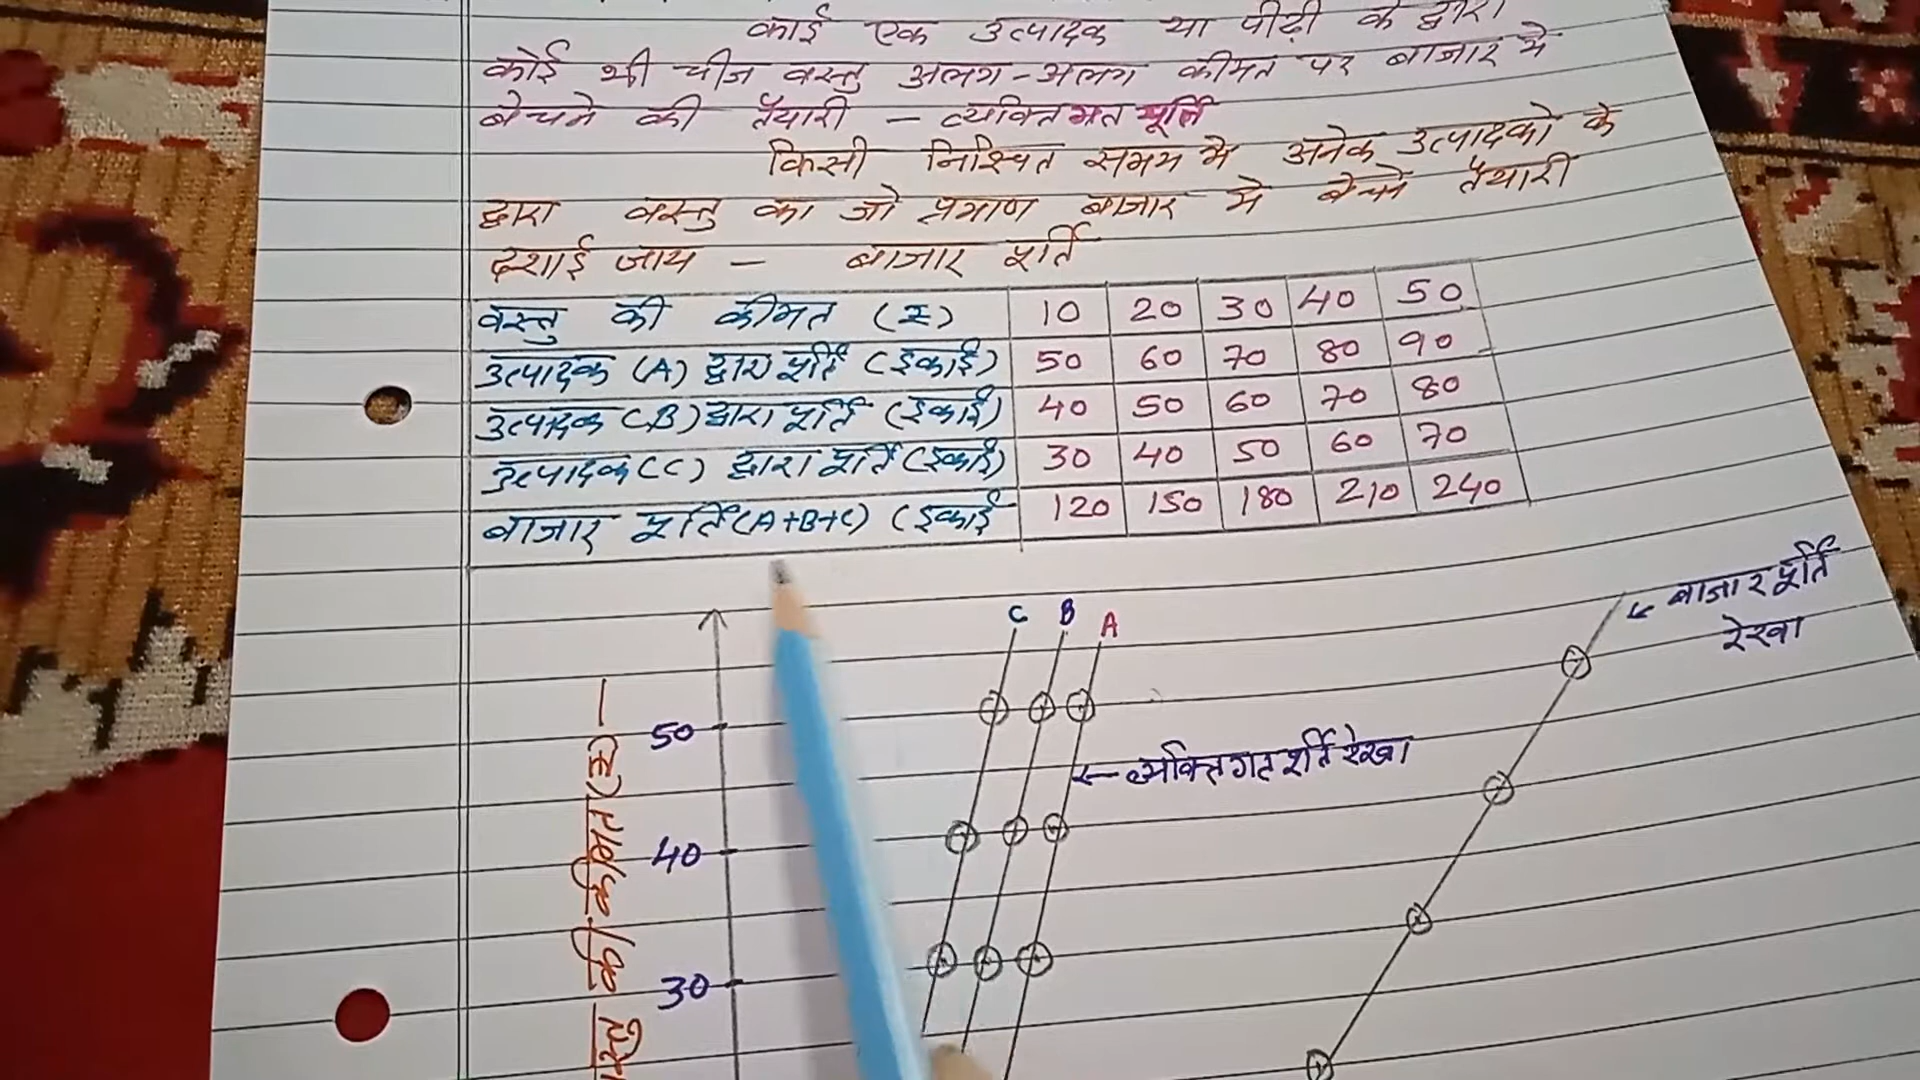 कोई एक उत्पादक या पीढ़ी के द्वारा
कोई भी चीज वस्तु अलग-अलग कीमत पर बाजार मे
बेचने की तैयारी - व्यक्तिगत पूर्ति
किसी निश्चित समय मे अनेक उत्पादको के
द्वारा वस्तु का जो प्रमाण बाजार मे बेचने तैयारी
दर्शाई जाय - बाजार पूर्ति
वस्तु की कीमत (रू) 10 20 30 40 50
उत्पादक (A) द्वारा पूर्ति (इकाई) 50 60 70 80 90
उत्पादक (B) द्वारा पूर्ति (इकाई) 40 50 60 70 80
उत्पादक (C) द्वारा पूर्ति (इकाई) 30 40 50 60 70
बाजार पूर्ति (A+B+C) (इकाई 120 150 180 210 240
C B A
बाजार पूर्ति
रेखा
50
व्यक्तिगत पूर्ति रेखा
40
30
की कीमत (रू)